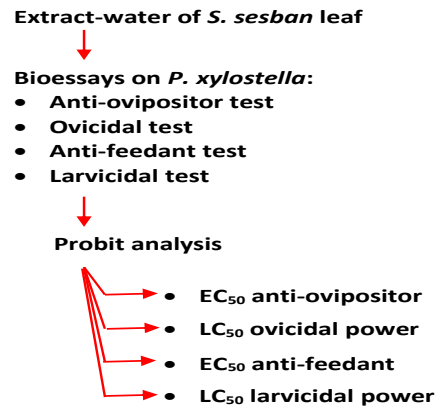 Extract-water of S. sesban leaf
Bioessays on P. xylostella:
• Anti-ovipositor test
• Ovicidal test
• Anti-feedant test
• Larvicidal test
Probit analysis
• EC₅₀ anti-ovipositor
• LC₅₀ ovicidal power
• EC₅₀ anti-feedant
• LC₅₀ larvicidal power